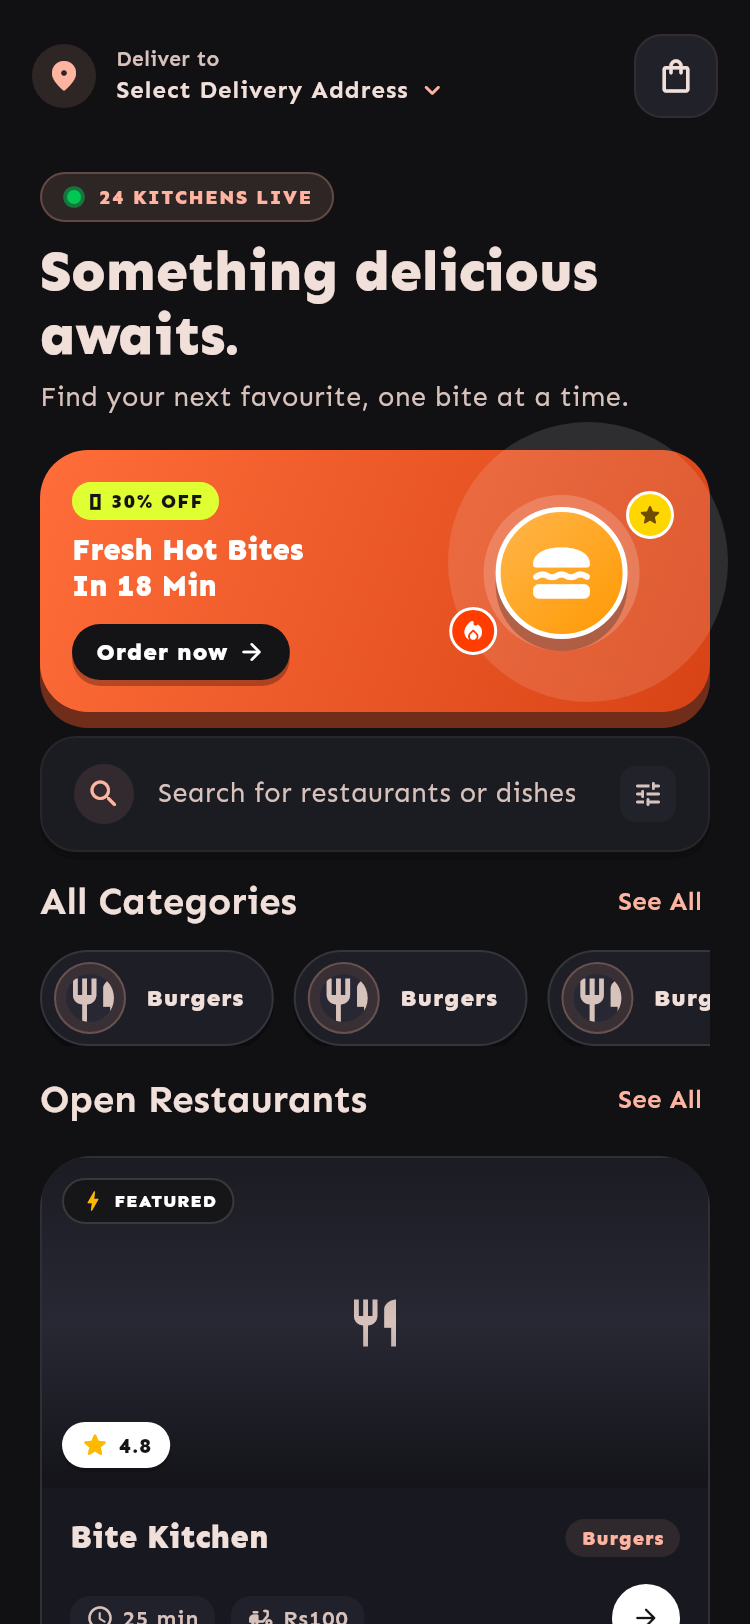 Deliver to
Select Delivery Address
24 KITCHENS LIVE
Something delicious
awaits.
Find your next favourite, one bite at a time.
30% OFF
Fresh Hot Bites
In 18 Min
Order now
Search for restaurants or dishes
All Categories
See All
Burgers
Burgers
Burg
Open Restaurants
See All
FEATURED
4.8
Bite Kitchen
Burgers
25 min
Rs100